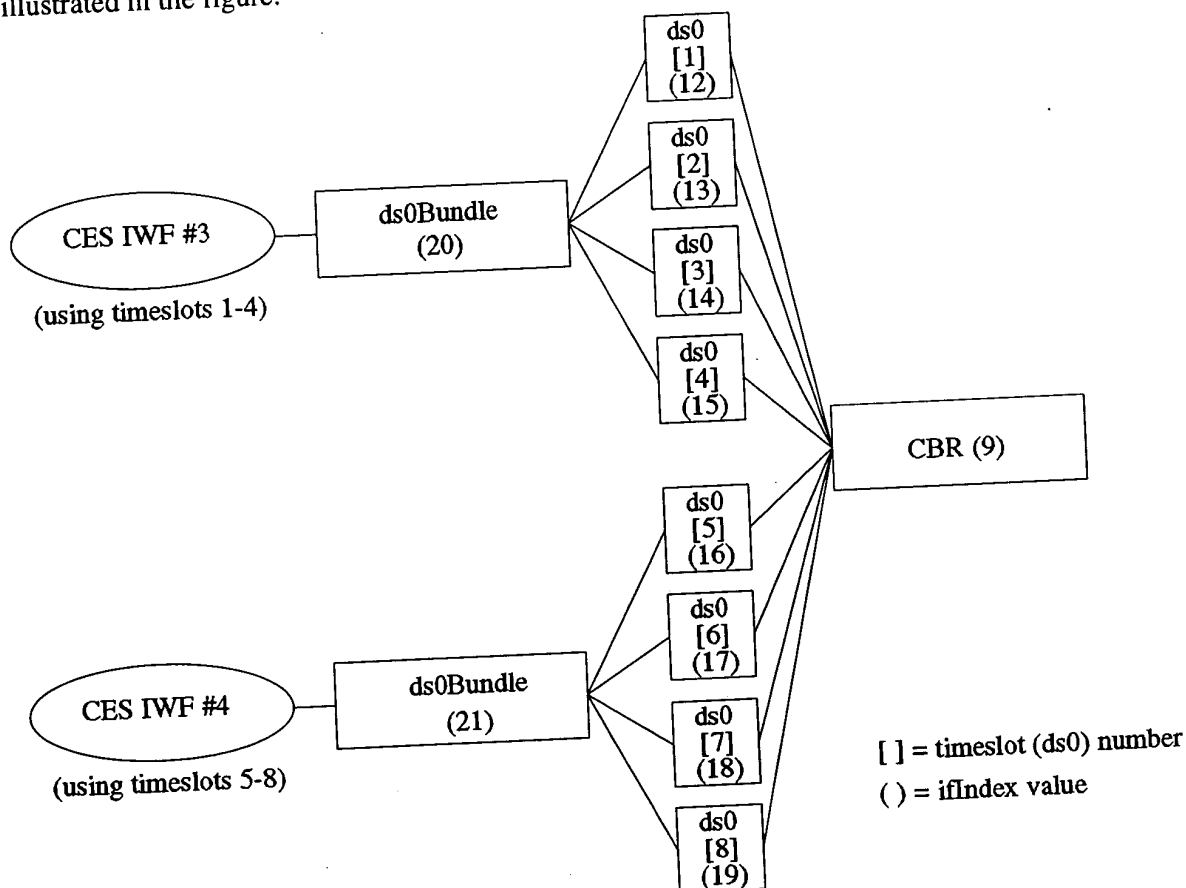 illustrated in the figure.
ds0
[1]
(12)
ds0
[2]
(13)
CES IWF #3
ds0Bundle
(20)
(using timeslots 1-4)
ds0
[3]
(14)
ds0
[4]
(15)
CBR (9)
ds0
[5]
(16)
ds0
[6]
(17)
CES IWF #4
ds0Bundle
(21)
(using timeslots 5-8)
ds0
[7]
(18)
ds0
[8]
(19)
[ ] = timeslot (ds0) number
( ) = ifIndex value